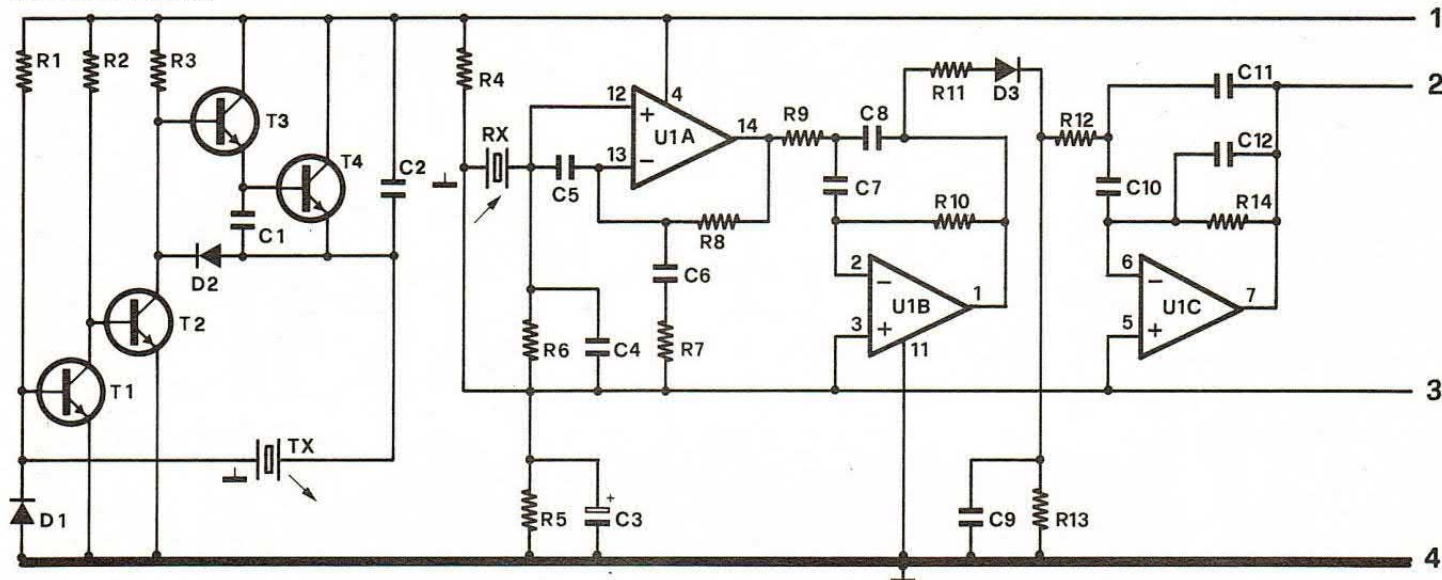 1
R1 R2 R3 R4
T3
T4
C2
C1
D2
T2
T1
TX
D1
RX
C5
12
+
13
−
4
U1A
14
R8
C6
R7
R6
C4
R5
+
C3
R9
C8
C7
R10
R11
D3
2
−
3
+
U1B
1
11
R12
C11
C12
C10
R14
6
−
5
+
U1C
7
C9
R13
2
3
4